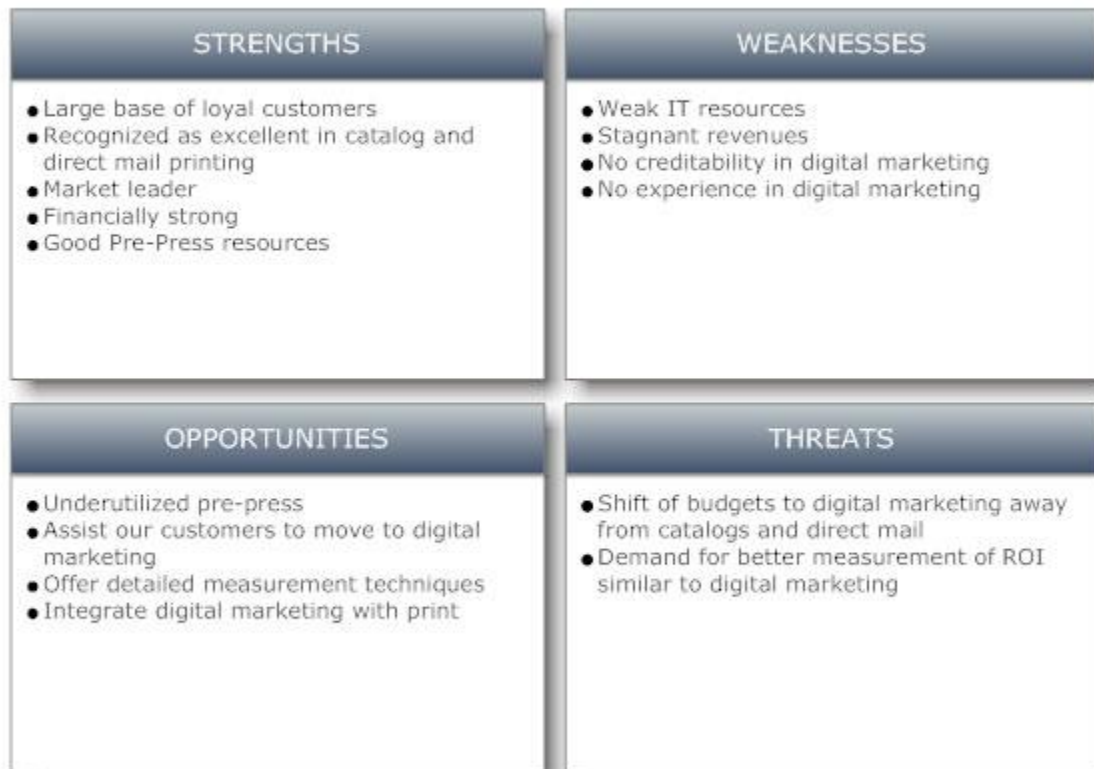 STRENGTHS
● Large base of loyal customers
● Recognized as excellent in catalog and
direct mail printing
● Market leader
● Financially strong
● Good Pre-Press resources
WEAKNESSES
● Weak IT resources
● Stagnant revenues
● No creditability in digital marketing
● No experience in digital marketing
OPPORTUNITIES
● Underutilized pre-press
● Assist our customers to move to digital
marketing
● Offer detailed measurement techniques
● Integrate digital marketing with print
THREATS
● Shift of budgets to digital marketing away
from catalogs and direct mail
● Demand for better measurement of ROI
similar to digital marketing